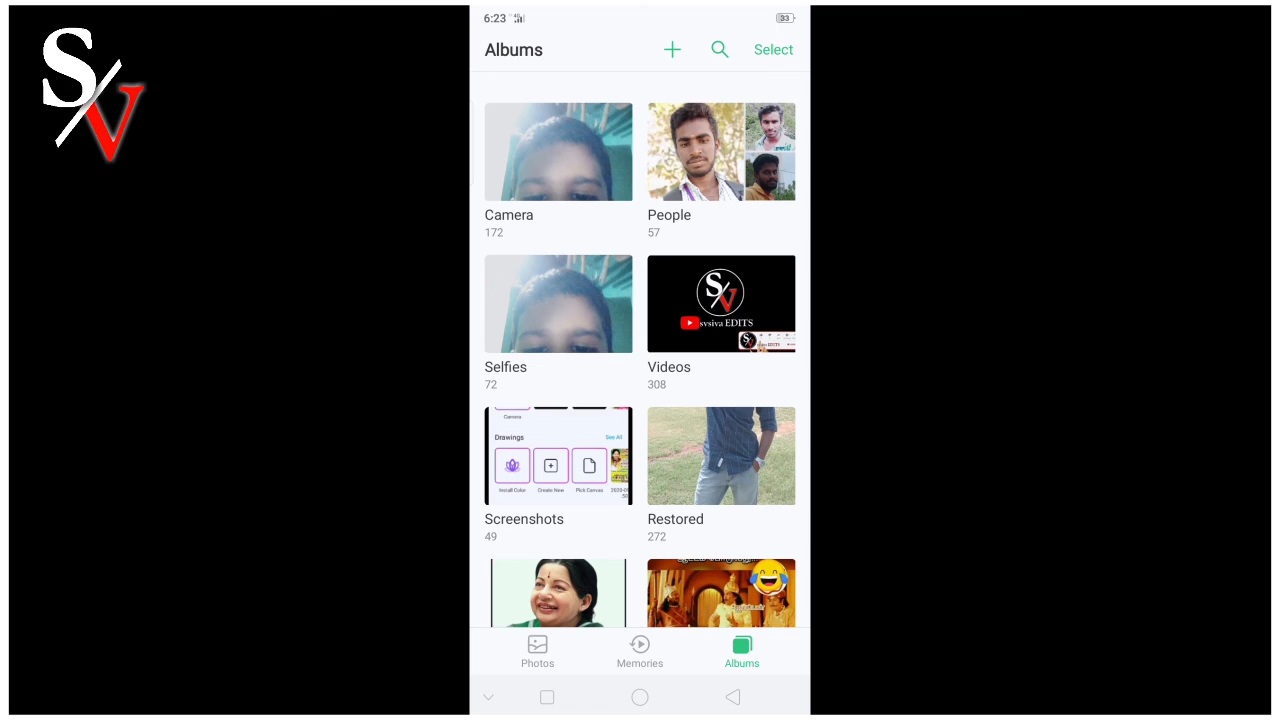 SV
6:23
33
Albums
Select
Camera
172
People
57
Selfies
72
SV
svsiva EDITS
Videos
308
Camera
Drawings
See All
Install Color
Create New
Pick Canvas
Screenshots
49
Restored
272
Photos
Memories
Albums